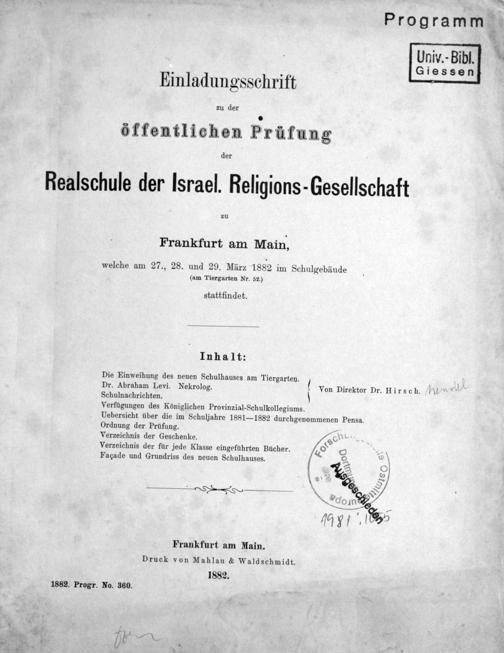 Programm
Univ.-Bibl.
Giessen
Einladungsschrift
zu der
öffentlichen Prüfung
der
Realschule der Israel. Religions-Gesellschaft
zu
Frankfurt am Main,
welche am 27., 28. und 29. März 1882 im Schulgebäude
(am Tiergarten Nr. 52.)
stattfindet.
Inhalt:
Die Einweihung des neuen Schulhauses am Tiergarten.
Dr. Abraham Levi. Nekrolog.
Schulnachrichten.
Von Direktor Dr. Hirsch.
Verfügungen des Königlichen Provinzial-Schulkollegiums.
Uebersicht über die im Schuljahre 1881—1882 durchgenommenen Pensa.
Ordnung der Prüfung.
Verzeichnis der Geschenke.
Verzeichnis der für jede Klasse eingeführten Bücher.
Façade und Grundriss des neuen Schulhauses.
Dortmund
Ausgeschieden
Frankfurt am Main.
Druck von Mahlau & Waldschmidt.
1882.
1882. Progr. No. 360.